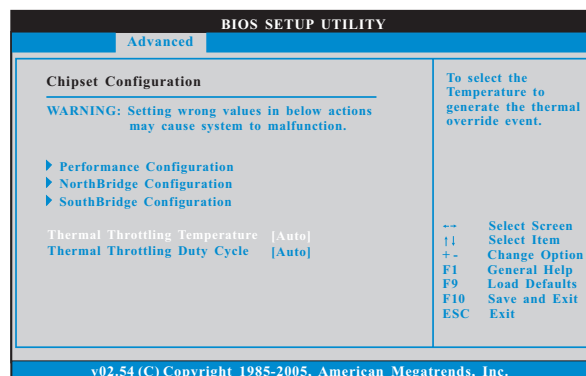 BIOS SETUP UTILITY
Advanced
Chipset Configuration
WARNING: Setting wrong values in below actions
may cause system to malfunction.
Performance Configuration
NorthBridge Configuration
SouthBridge Configuration
Thermal Throttling Temperature [Auto]
Thermal Throttling Duty Cycle [Auto]
To select the
Temperature to
generate the thermal
override event.
←→ Select Screen
↑↓ Select Item
+ - Change Option
F1 General Help
F9 Load Defaults
F10 Save and Exit
ESC Exit
v02.54 (C) Copyright 1985-2005, American Megatrends, Inc.